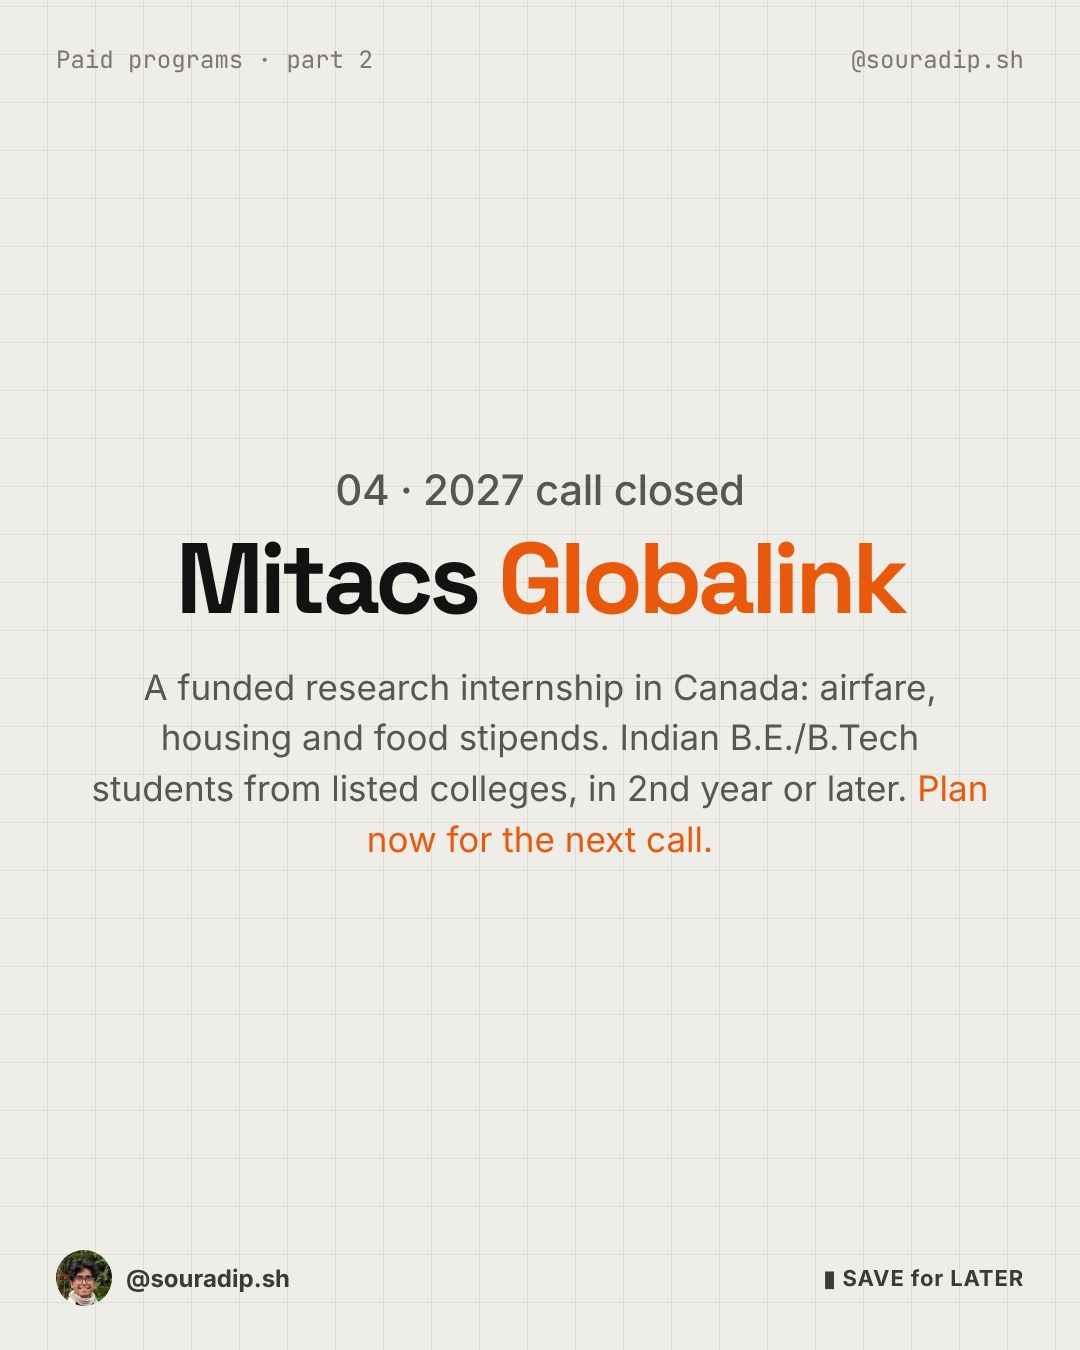 Paid programs · part 2
@souradip.sh
04 · 2027 call closed
Mitacs Globalink
A funded research internship in Canada: airfare,
housing and food stipends. Indian B.E./B.Tech
students from listed colleges, in 2nd year or later. Plan
now for the next call.
@souradip.sh
SAVE for LATER